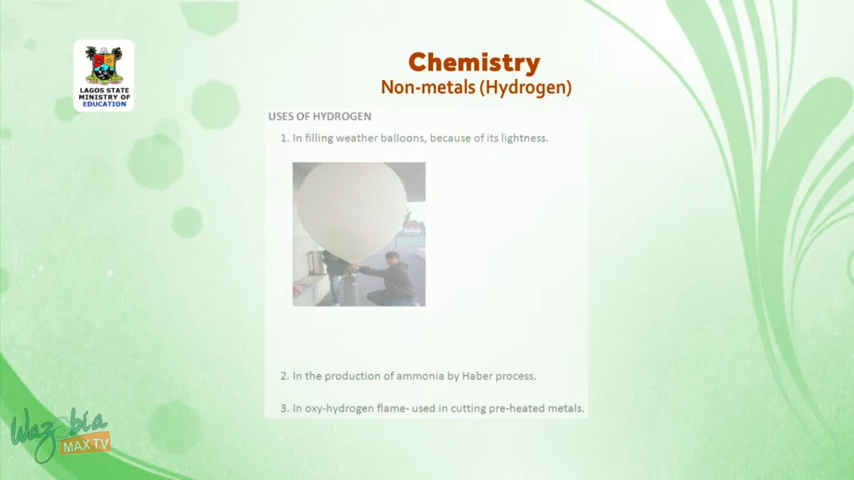 LAGOS STATE
MINISTRY OF
EDUCATION
Chemistry
Non-metals (Hydrogen)
USES OF HYDROGEN
1. In filling weather balloons, because of its lightness.
2. In the production of ammonia by Haber process.
3. In oxy-hydrogen flame- used in cutting pre-heated metals.
Wazobia
MAX TV